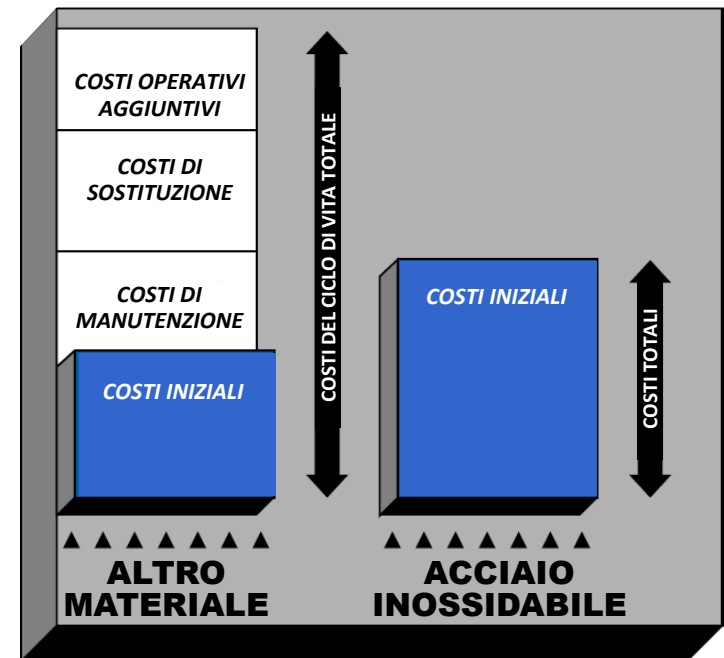 COSTI OPERATIVI
AGGIUNTIVI
COSTI DI
SOSTITUZIONE
COSTI DI
MANUTENZIONE
COSTI INIZIALI
COSTI DEL CICLO DI VITA TOTALE
COSTI INIZIALI
COSTI TOTALI
ALTRO
MATERIALE
ACCIAIO
INOSSIDABILE